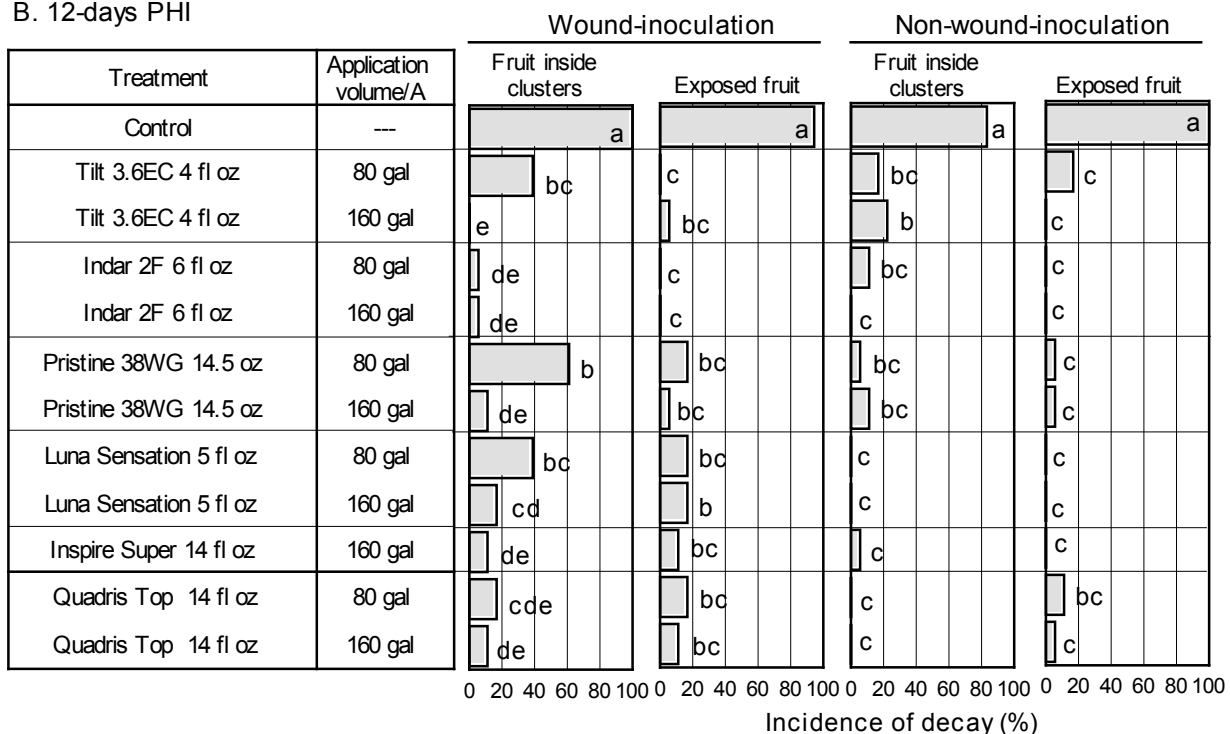 B. 12-days PHI
Wound-inoculation Non-wound-inoculation
Treatment Application volume/A Fruit inside clusters Exposed fruit Fruit inside clusters Exposed fruit
Control --- a a a a
Tilt 3.6EC 4 fl oz 80 gal bc c bc c
Tilt 3.6EC 4 fl oz 160 gal e bc b c
Indar 2F 6 fl oz 80 gal de c bc c
Indar 2F 6 fl oz 160 gal de c c c
Pristine 38WG 14.5 oz 80 gal b bc bc c
Pristine 38WG 14.5 oz 160 gal de bc bc c
Luna Sensation 5 fl oz 80 gal bc bc c c
Luna Sensation 5 fl oz 160 gal cd b c c
Inspire Super 14 fl oz 160 gal de bc c c
Quadris Top 14 fl oz 80 gal cde bc c bc
Quadris Top 14 fl oz 160 gal de bc c c
0 20 40 60 80 100 0 20 40 60 80 100 0 20 40 60 80 100 0 20 40 60 80 100
Incidence of decay (%)